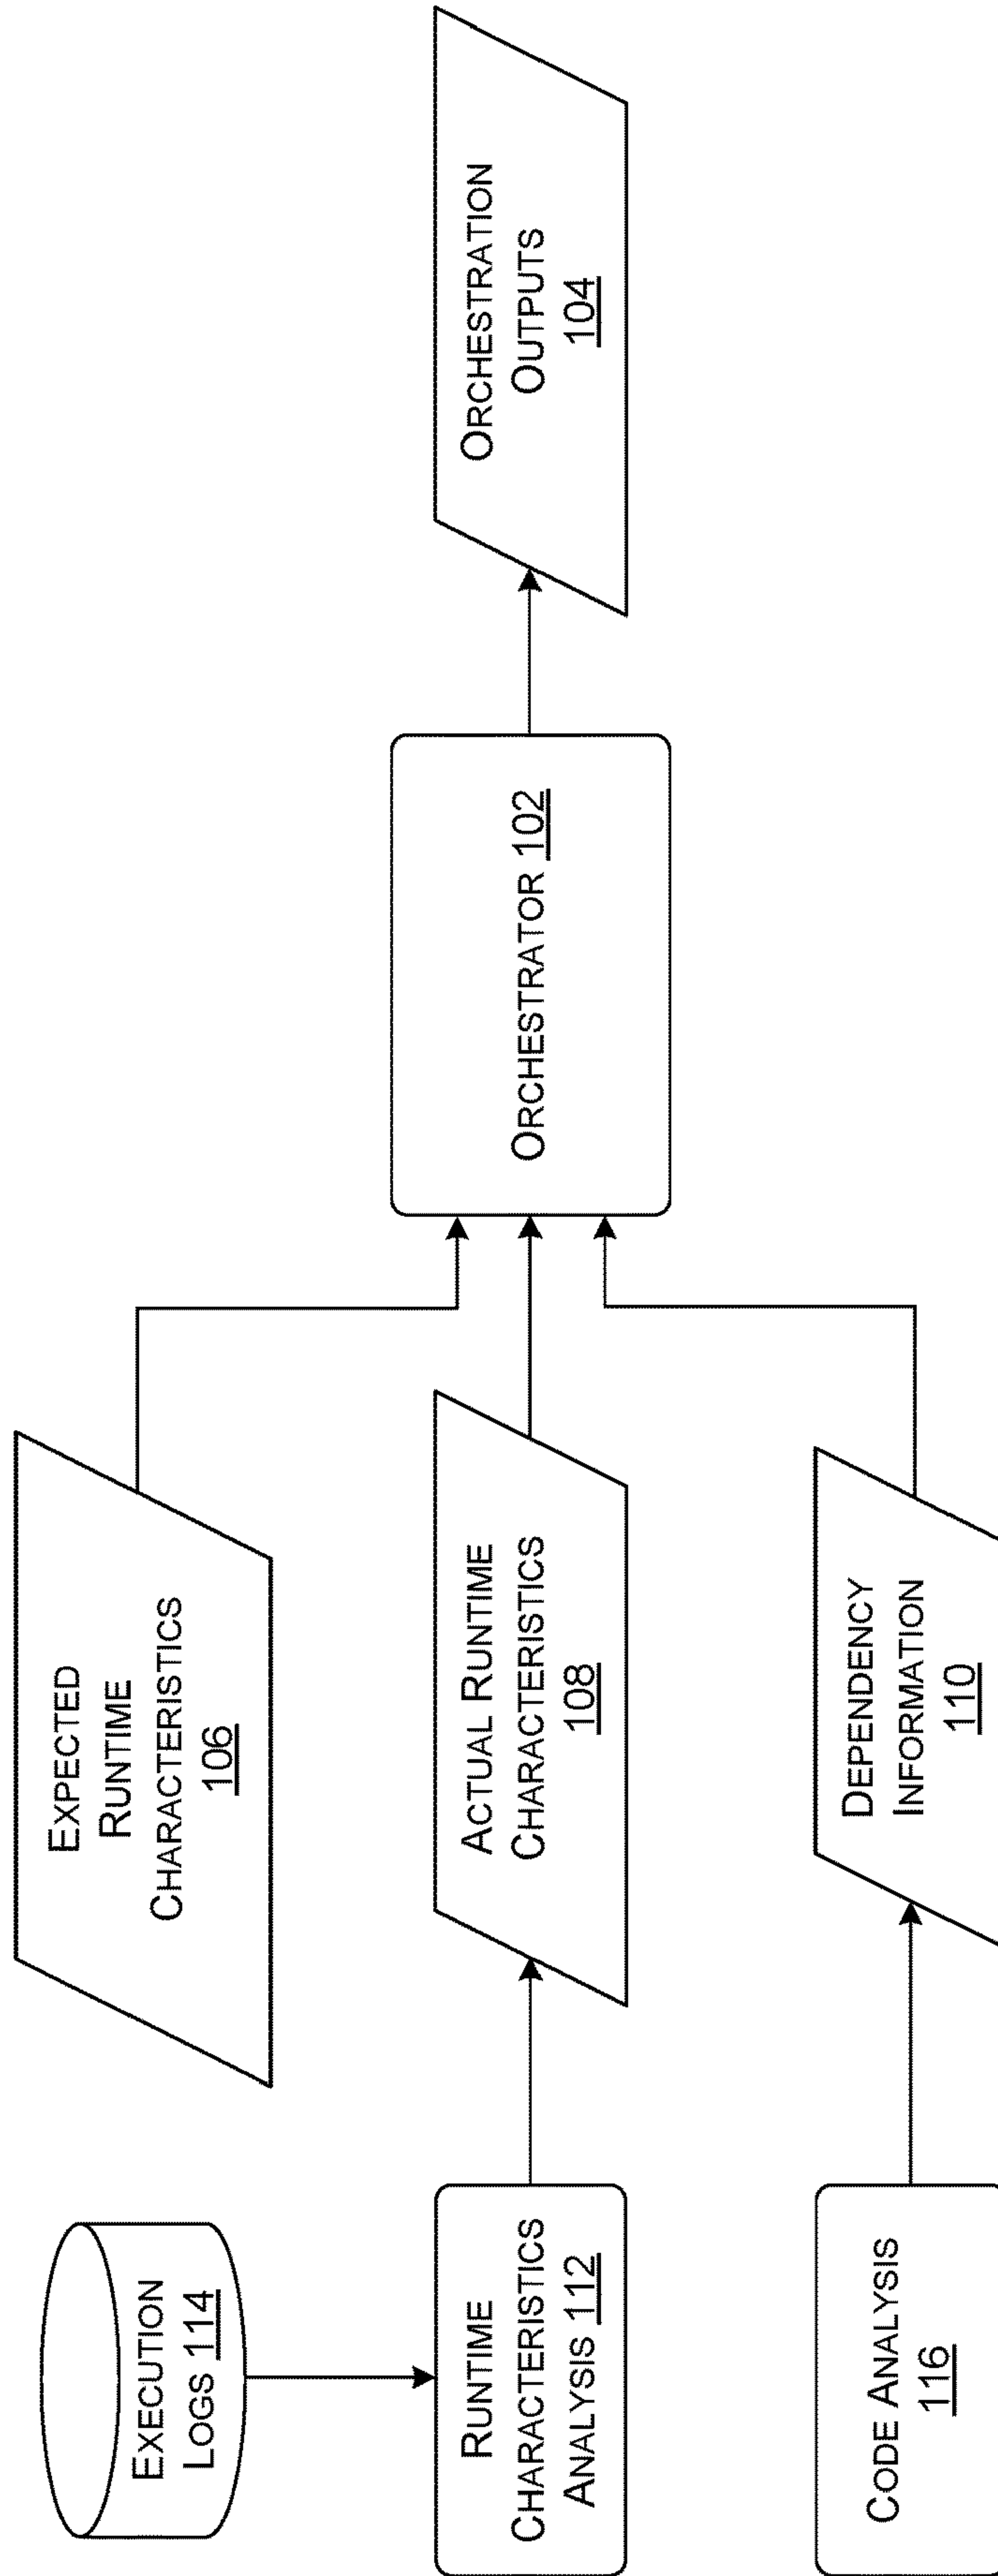 EXECUTION
LOGS 114
EXPECTED
RUNTIME
CHARACTERISTICS
106
RUNTIME
CHARACTERISTICS
ANALYSIS 112
ACTUAL RUNTIME
CHARACTERISTICS
108
ORCHESTRATOR 102
ORCHESTRATION
OUTPUTS
104
CODE ANALYSIS
116
DEPENDENCY
INFORMATION
110